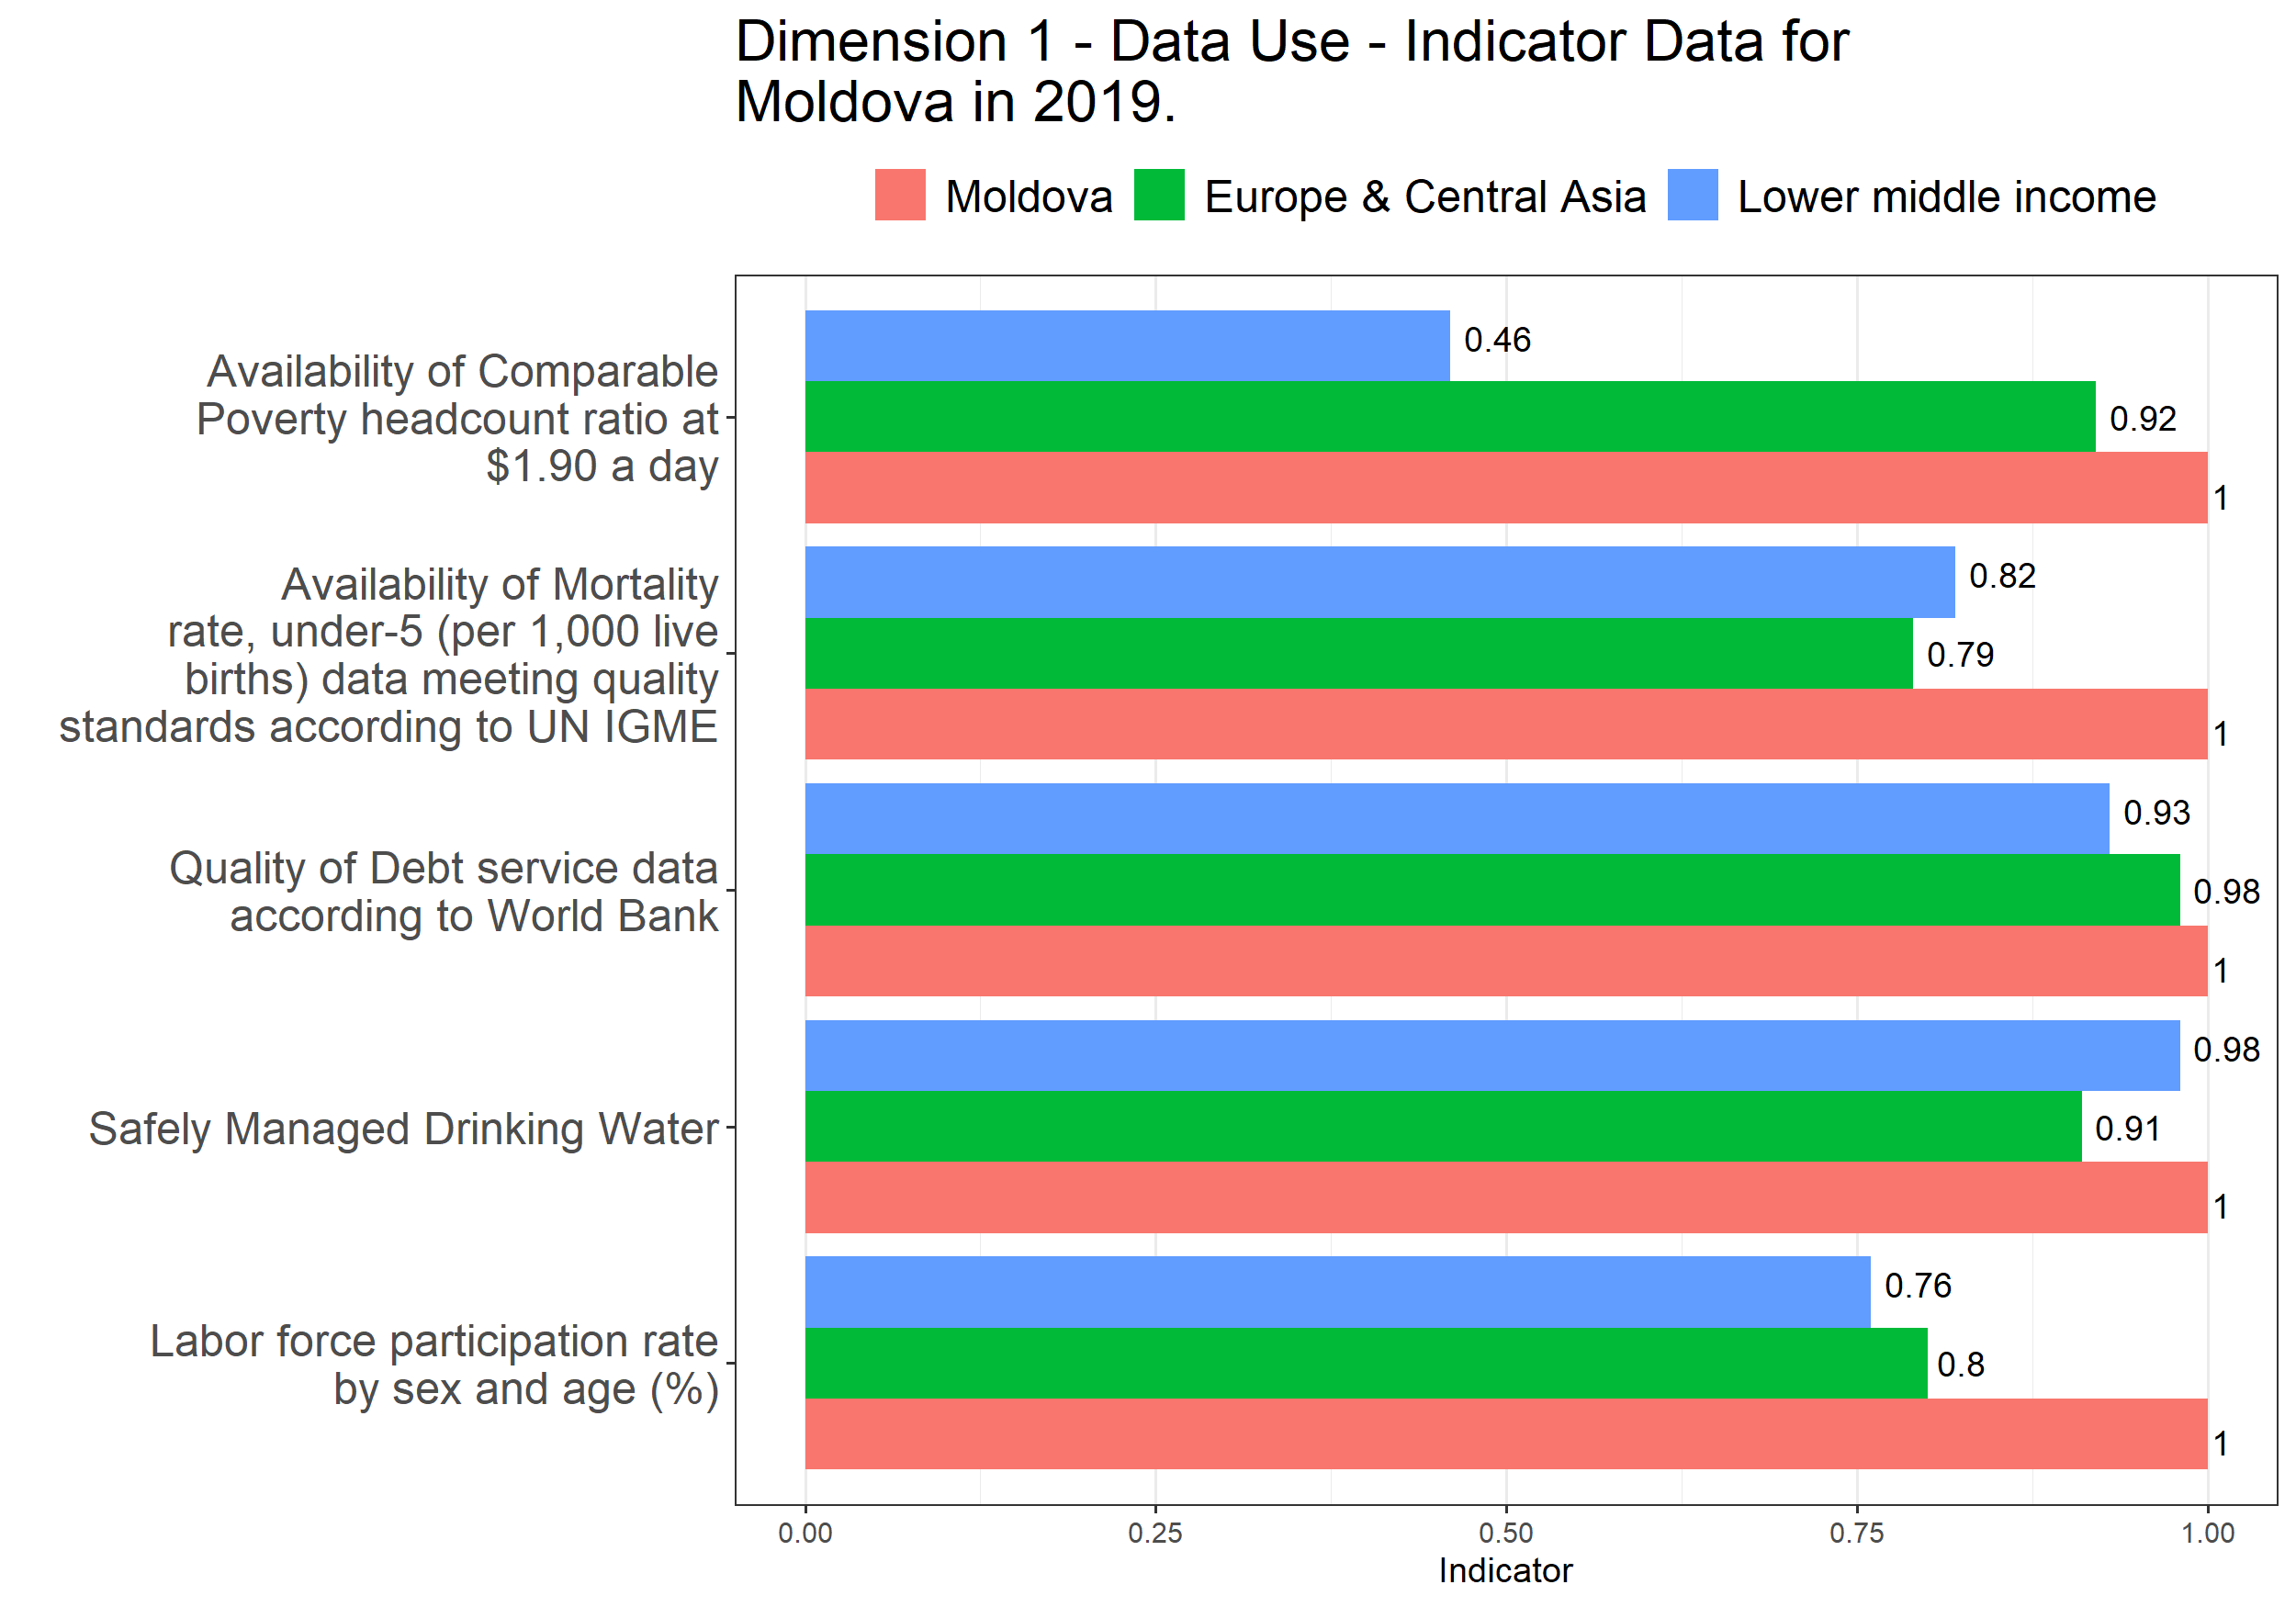 Dimension 1 - Data Use - Indicator Data for
Moldova in 2019.
Moldova
Europe & Central Asia
Lower middle income
Availability of Comparable
Poverty headcount ratio at
$1.90 a day
0.46
0.92
1
Availability of Mortality
rate, under-5 (per 1,000 live
births) data meeting quality
standards according to UN IGME
0.82
0.79
1
Quality of Debt service data
according to World Bank
0.93
0.98
1
Safely Managed Drinking Water
0.98
0.91
1
Labor force participation rate
by sex and age (%)
0.76
0.8
1
0.00
0.25
0.50
0.75
1.00
Indicator